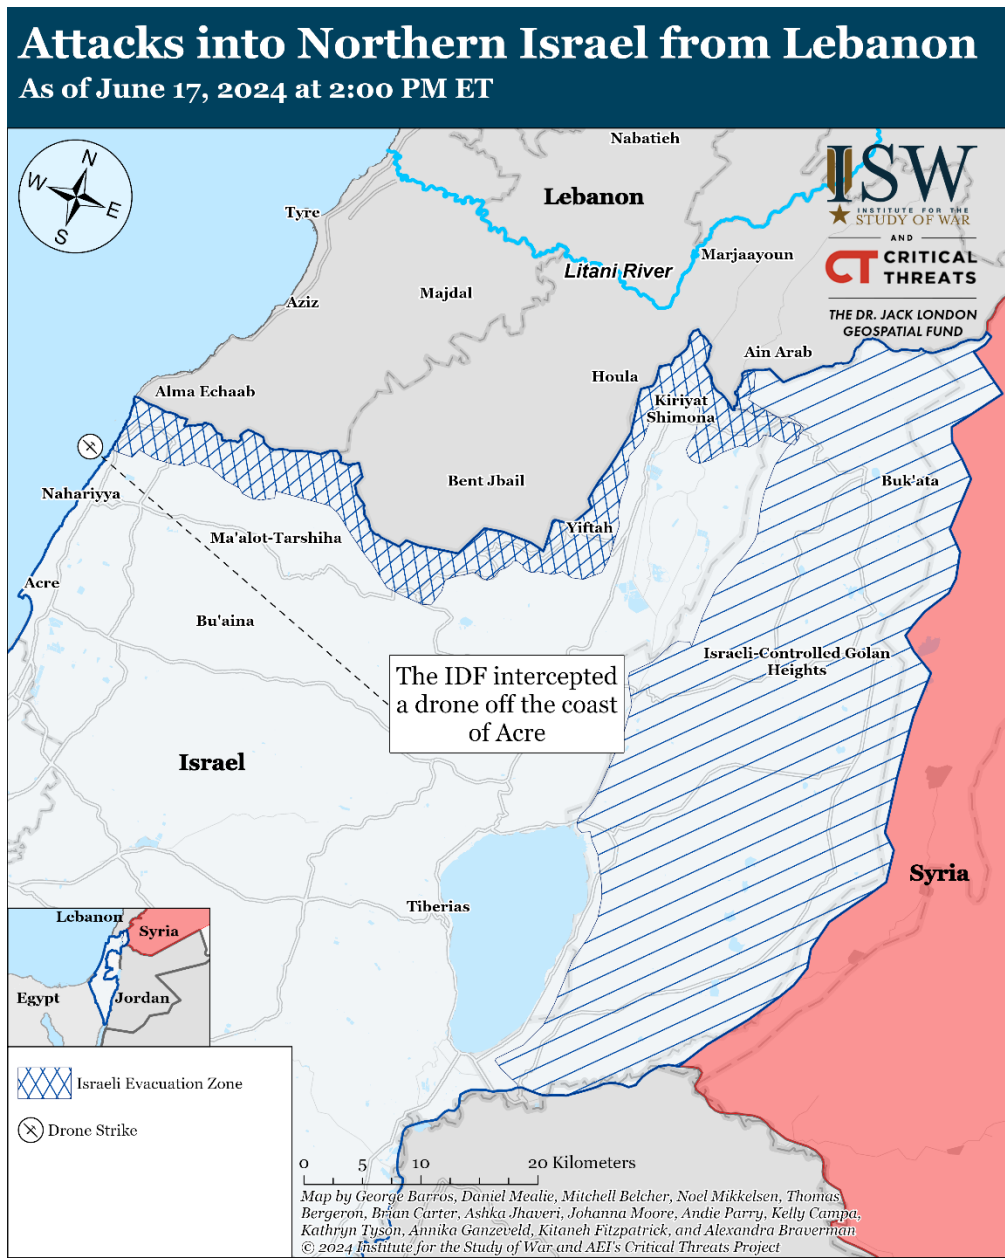 Attacks into Northern Israel from Lebanon
As of June 17, 2024 at 2:00 PM ET
N
W
E
S
Nabatieh
Lebanon
Tyre
Litani River
Marjaayoun
Majdal
Aziz
ISW
INSTITUTE FOR THE
STUDY OF WAR
AND
CT CRITICAL
THREATS
THE DR. JACK LONDON
GEOSPATIAL FUND
Ain Arab
Houla
Alma Echaab
Kiriyat
Shimona
Bent Jbail
Buk'ata
Nahariyya
Yiftah
Ma'alot-Tarshiha
Acre
Bu'aina
Israeli-Controlled Golan
Heights
The IDF intercepted
a drone off the coast
of Acre
Israel
Syria
Tiberias
Lebanon
Syria
Egypt
Jordan
Israeli Evacuation Zone
Drone Strike
0 5 10 20 Kilometers
Map by George Barros, Daniel Mealie, Mitchell Belcher, Noel Mikkelsen, Thomas
Bergeron, Brian Carter, Ashka Jhaveri, Johanna Moore, Andie Parry, Kelly Campa,
Kathryn Tyson, Annika Ganzeveld, Kitaneh Fitzpatrick, and Alexandra Braverman
© 2024 Institute for the Study of War and AEI's Critical Threats Project